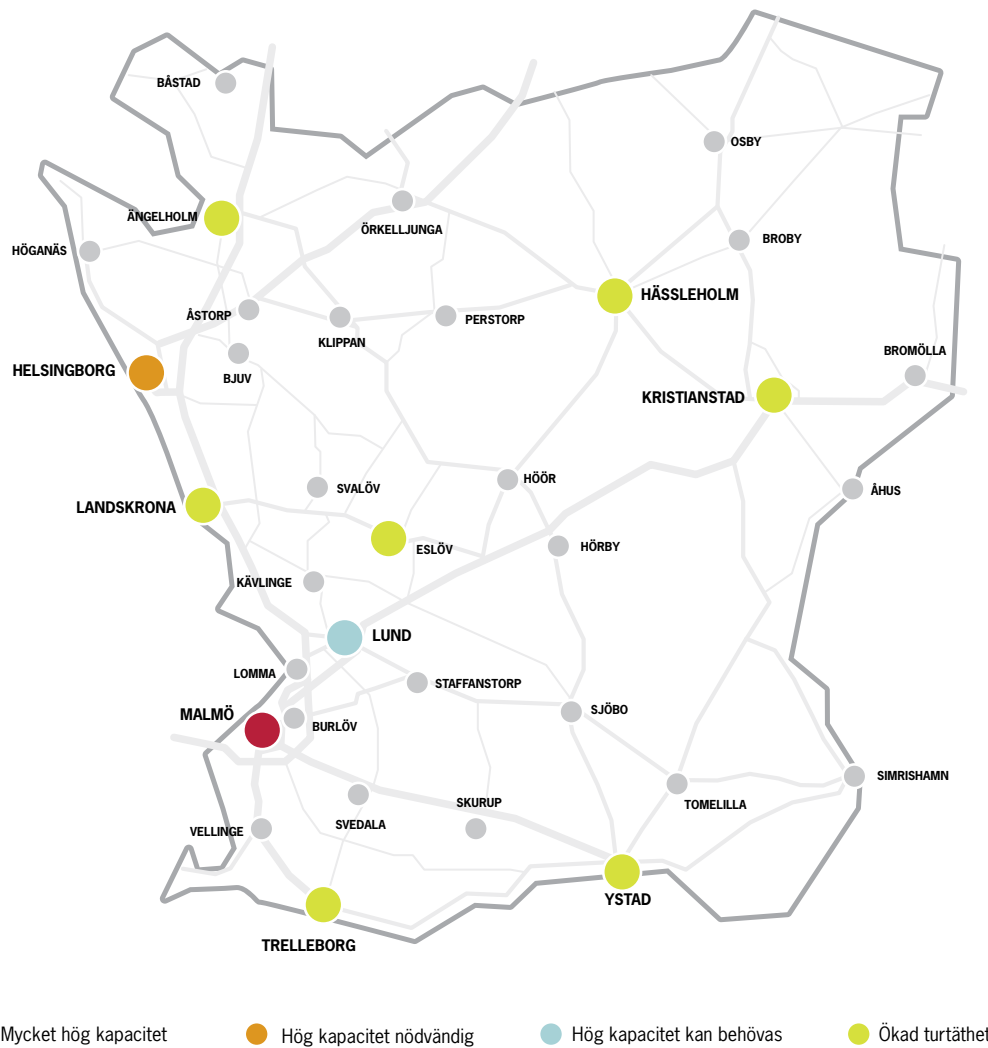 BÅSTAD
OSBY
ÄNGELHOLM
ÖRKELLJUNGA
BROBY
HÖGANÄS
HÄSSLEHOLM
ÅSTORP
PERSTORP
KLIPPAN
BROMÖLLA
HELSINGBORG
BJUV
KRISTIANSTAD
HÖÖR
SVALÖV
ÅHUS
LANDSKRONA
HÖRBY
ESLÖV
KÄVLINGE
LUND
LOMMA
STAFFANSTORP
MALMÖ
SJÖBO
BURLÖV
SIMRISHAMN
SKURUP
TOMELILLA
SVEDALA
VELLINGE
YSTAD
TRELLEBORG
Mycket hög kapacitet
Hög kapacitet nödvändig
Hög kapacitet kan behövas
Ökad turtäthet